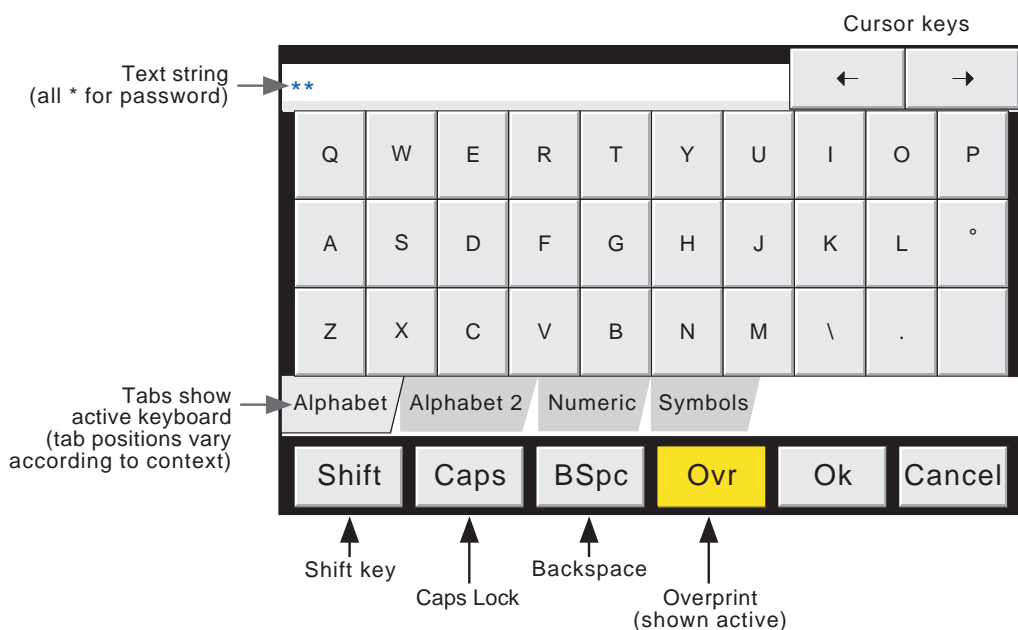 Cursor keys
Text string
(all * for password)
**
← →
Q W E R T Y U I O P
A S D F G H J K L °
Z X C V B N M \ .
Tabs show
active keyboard
(tab positions vary
according to context)
Alphabet Alphabet 2 Numeric Symbols
Shift Caps BSpc Ovr Ok Cancel
Shift key
Backspace
Caps Lock
Overprint
(shown active)